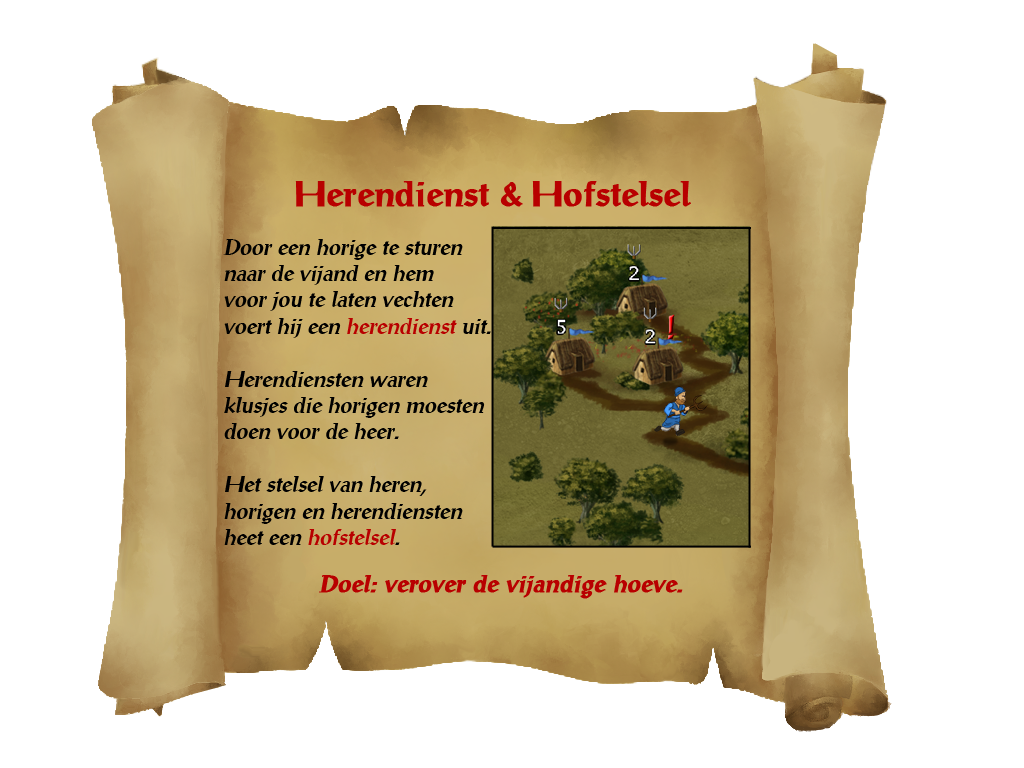 Herendienst & Hofstelsel
Door een horige te sturen
naar de vijand en hem
voor jou te laten vechten
voert hij een herendienst uit.
Herendiensten waren
klusjes die horigen moesten
doen voor de heer.
Het stelsel van heren,
horigen en herendiensten
heet een hofstelsel.
2
5
2 !
Doel: verover de vijandige hoeve.